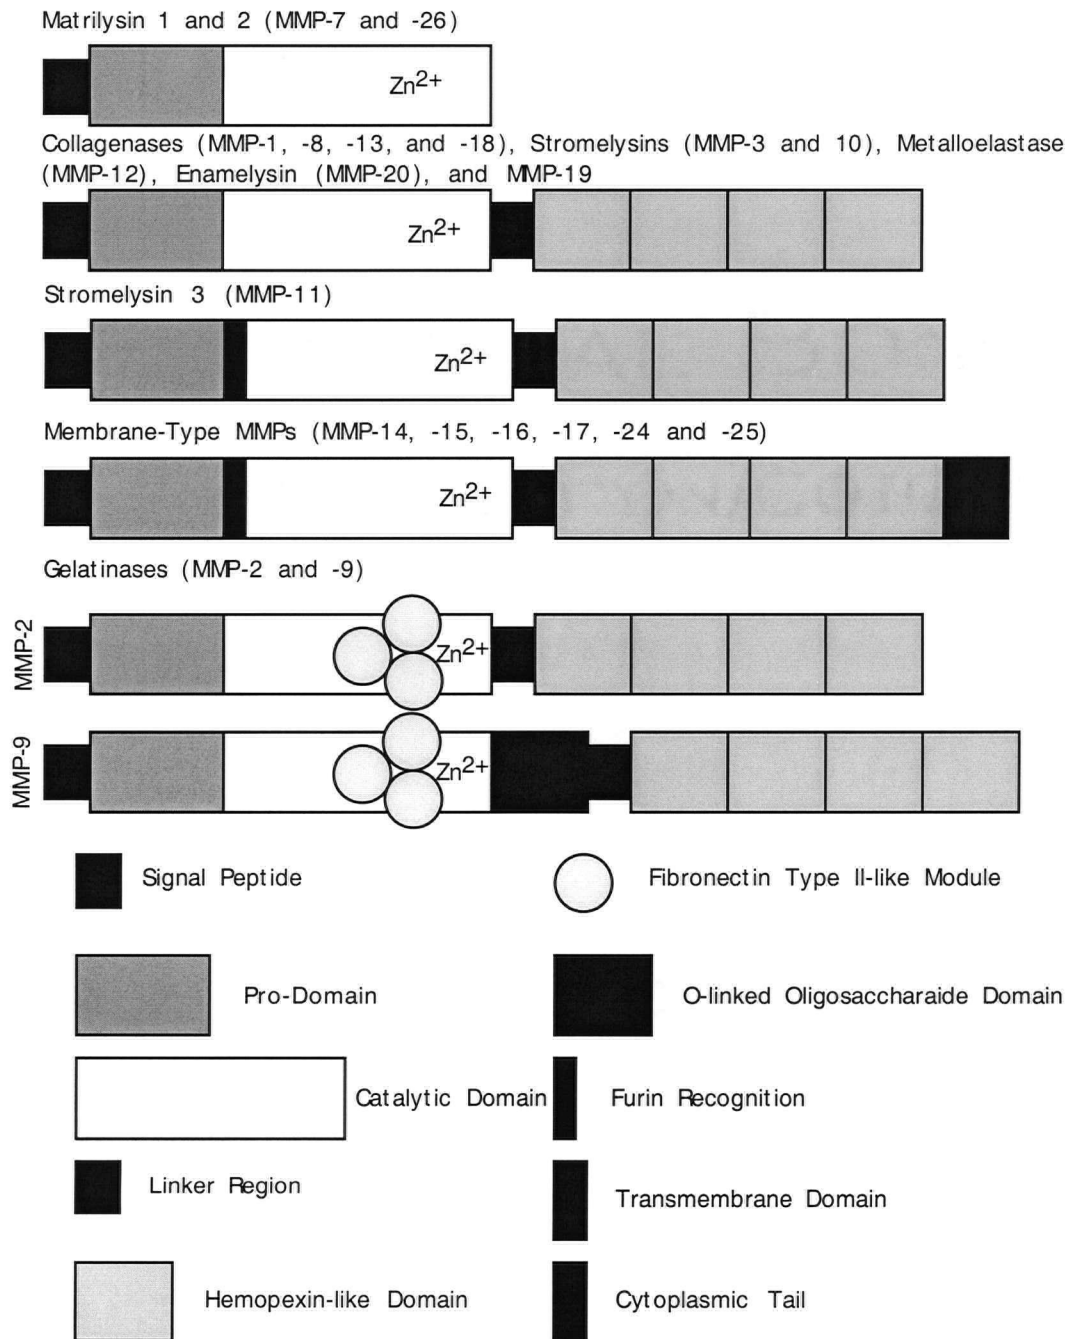 Matrilysin 1 and 2 (MMP-7 and -26)
Zn2+
Collagenases (MMP-1, -8, -13, and -18), Stromelysins (MMP-3 and 10), Metalloelastase
(MMP-12), Enamelysin (MMP-20), and MMP-19
Zn2+
Stromelysin 3 (MMP-11)
Zn2+
Membrane-Type MMPs (MMP-14, -15, -16, -17, -24 and -25)
Zn2+
Gelatinases (MMP-2 and -9)
MMP-2
Zn2+
MMP-9
Zn2+
Signal Peptide
Fibronectin Type II-like Module
Pro-Domain
O-linked Oligosaccharaide Domain
Catalytic Domain
Furin Recognition
Linker Region
Transmembrane Domain
Hemopexin-like Domain
Cytoplasmic Tail